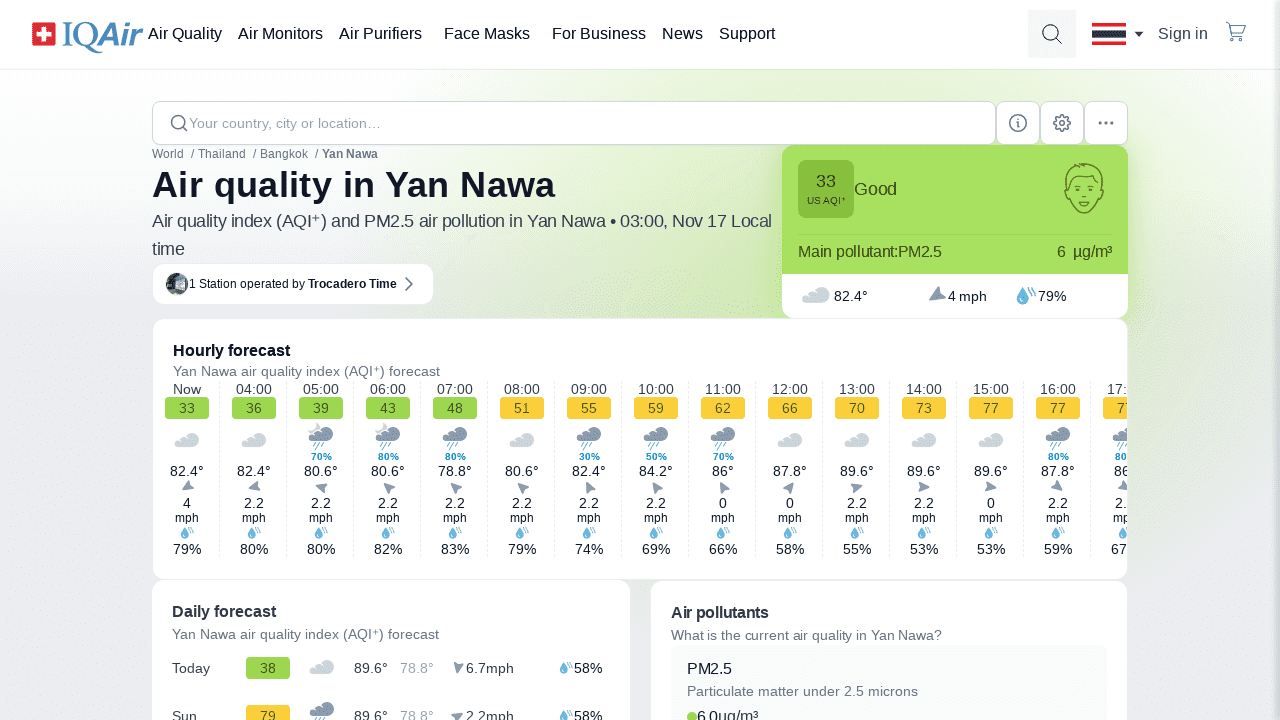 IQAir Air Quality Air Monitors Air Purifiers Face Masks For Business News Support Sign in
Your country, city or location…
World / Thailand / Bangkok / Yan Nawa
Air quality in Yan Nawa
Air quality index (AQI⁺) and PM2.5 air pollution in Yan Nawa • 03:00, Nov 17 Local
time
1 Station operated by Trocadero Time
33
US AQI⁺
Good
Main pollutant:PM2.5 6 µg/m³
82.4° 4 mph 79%
Hourly forecast
Yan Nawa air quality index (AQI⁺) forecast
Now 04:00 05:00 06:00 07:00 08:00 09:00 10:00 11:00 12:00 13:00 14:00 15:00 16:00 17:
33 36 39 43 48 51 55 59 62 66 70 73 77 77
70% 80% 80% 30% 50% 70% 80%
82.4° 82.4° 80.6° 80.6° 78.8° 80.6° 82.4° 84.2° 86° 87.8° 89.6° 89.6° 89.6° 87.8°
4 2.2 2.2 2.2 2.2 2.2 2.2 2.2 0 0 2.2 2.2 0 2.2
mph mph mph mph mph mph mph mph mph mph mph mph mph mph
79% 80% 80% 82% 83% 79% 74% 69% 66% 58% 55% 53% 53% 59%
Daily forecast
Yan Nawa air quality index (AQI⁺) forecast
Today 38 89.6° 78.8° 6.7mph 58%
Sun 79 89.6° 78.8° 2.2mph 58%
Air pollutants
What is the current air quality in Yan Nawa?
PM2.5
Particulate matter under 2.5 microns
6.0µg/m³